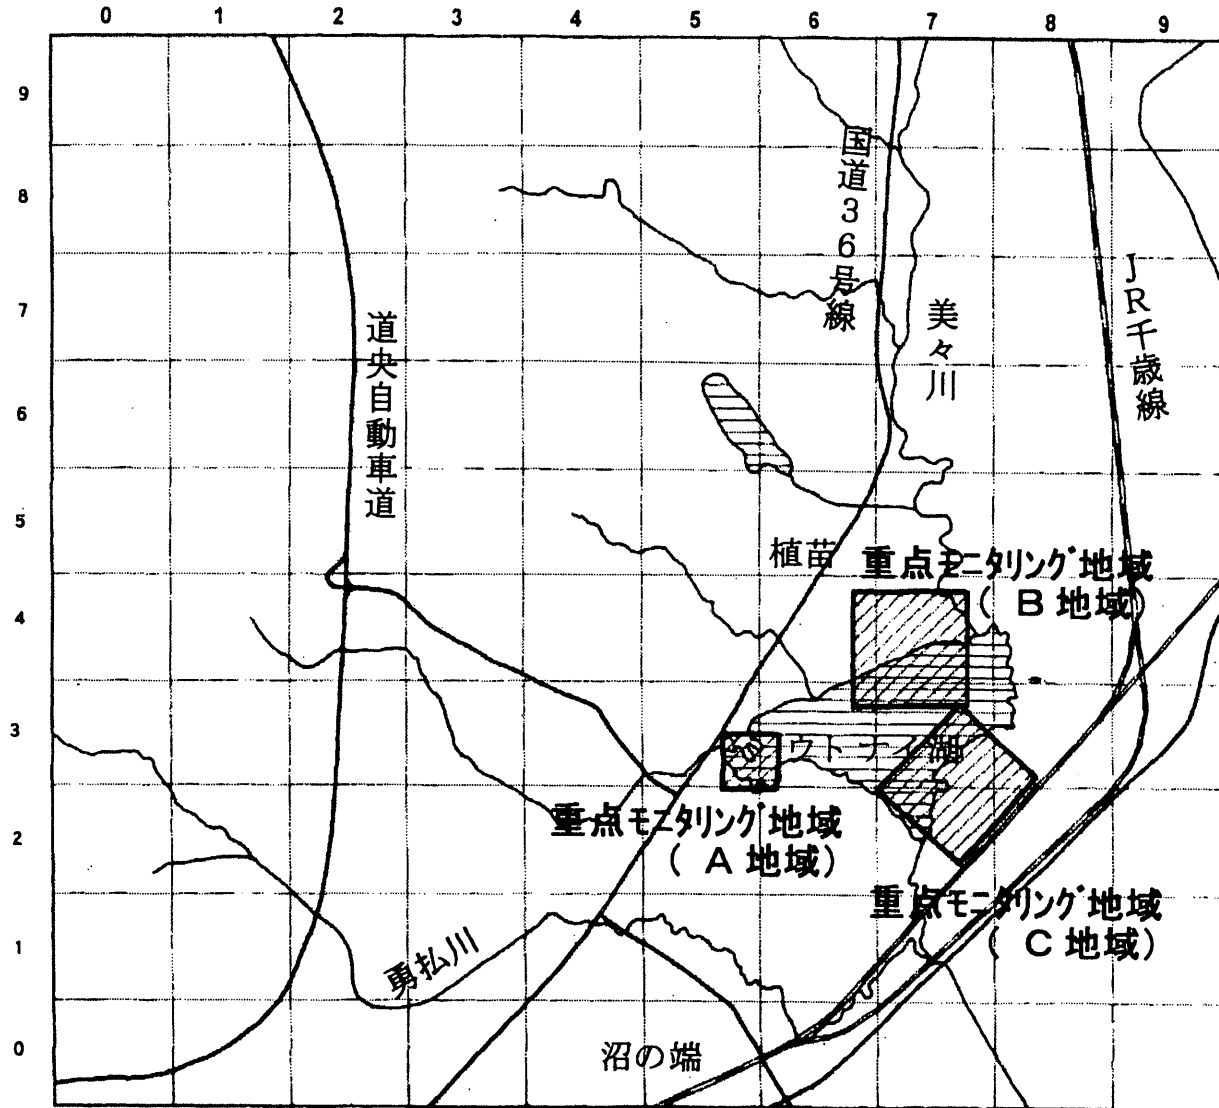 0 2 3 4 5 6 7 8 9
9
8
7
6
5
4
3
2
1
0
国道36号線
美々川
JR千歳線
道央自動車道
植苗
重点モニタリング地域
(B地域)
ウトナイ湖
重点モニタリング地域
(A地域)
重点モニタリング地域
(C地域)
勇払川
沼の端